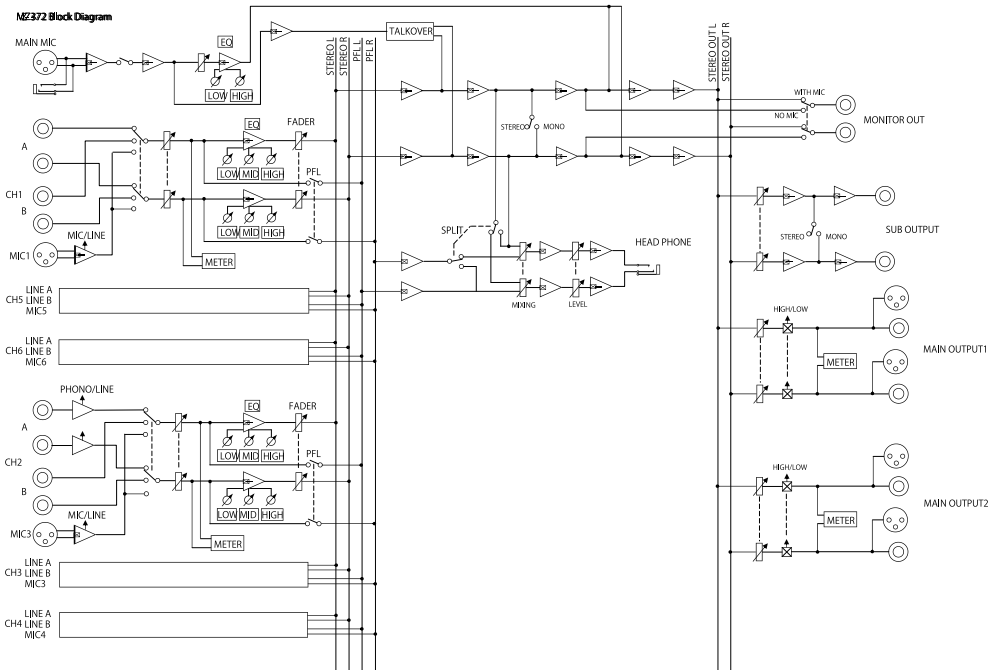 MZ372 Block Diagram
MAIN MIC
EQ
LOW HIGH
TALKOVER
STEREO L
STEREO R
PFL L
PFL R
STEREO OUT L
STEREO OUT R
WITH MIC
NO MIC
MONITOR OUT
STEREO MONO
A
CH1
B
MIC1
MIC/LINE
EQ
FADER
LOW MID HIGH
PFL
LOW MID HIGH
METER
SPLIT
MIXING
LEVEL
HEAD PHONE
STEREO MONO
SUB OUTPUT
LINE A
CH5 LINE B
MIC5
LINE A
CH6 LINE B
MIC6
HIGH/LOW
METER
MAIN OUTPUT1
PHONO/LINE
A
CH2
B
MIC3
MIC/LINE
EQ
FADER
LOW MID HIGH
PFL
LOW MID HIGH
METER
HIGH/LOW
METER
MAIN OUTPUT2
LINE A
CH3 LINE B
MIC3
LINE A
CH4 LINE B
MIC4